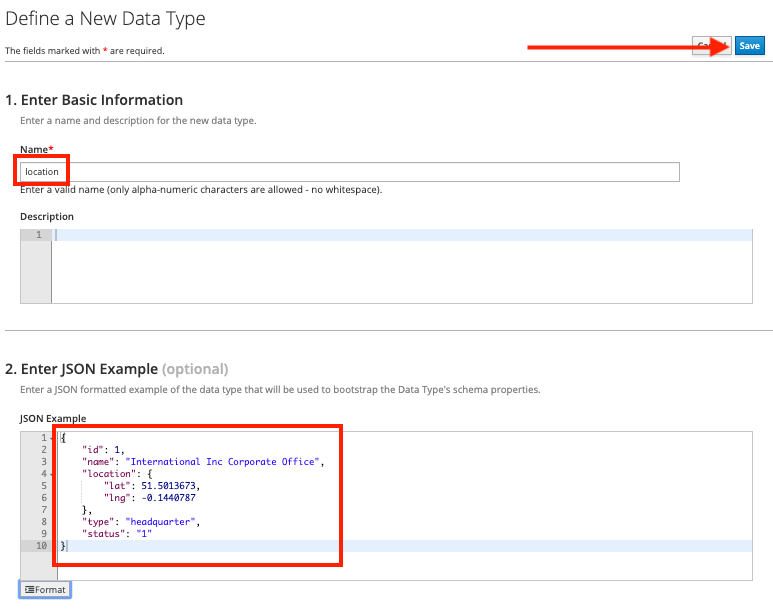 Define a New Data Type
The fields marked with * are required.
Save
1. Enter Basic Information
Enter a name and description for the new data type.
Name*
location
Enter a valid name (only alpha-numeric characters are allowed - no whitespace).
Description
1
2. Enter JSON Example (optional)
Enter a JSON formatted example of the data type that will be used to bootstrap the Data Type's schema properties.
JSON Example
1 {
2 "id": 1,
3 "name": "International Inc Corporate Office",
4 "location": {
5 "lat": 51.5013673,
6 "lng": -0.1440787
7 },
8 "type": "headquarter",
9 "status": "1"
10 }
Format